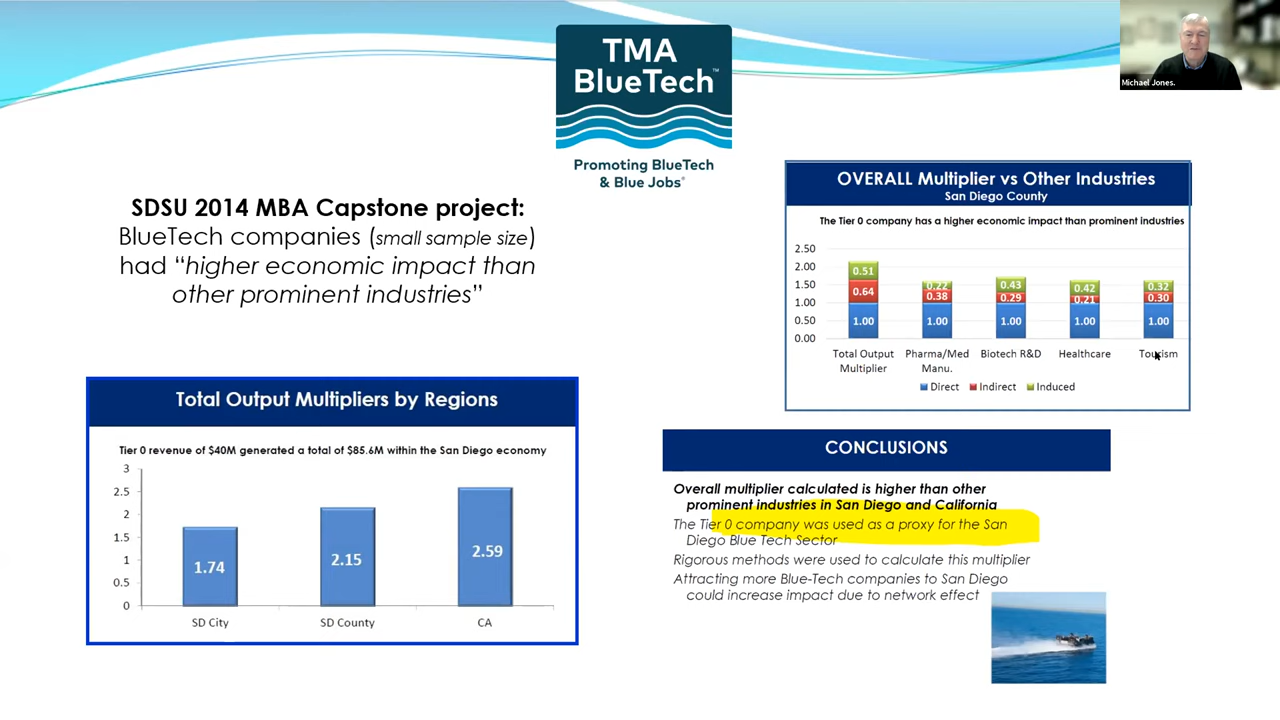 TMA
BlueTech™
Promoting BlueTech
& Blue Jobs®
Michael Jones.
SDSU 2014 MBA Capstone project:
BlueTech companies (small sample size)
had “higher economic impact than
other prominent industries”
OVERALL Multiplier vs Other Industries
San Diego County
The Tier 0 company has a higher economic impact than prominent industries
2.50
2.00
1.50
1.00
0.50
0.00
0.51
0.64
1.00
0.22
0.38
1.00
0.43
0.29
1.00
0.42
0.21
1.00
0.32
0.30
1.00
Total Output
Multiplier
Pharma/Med
Manu.
Biotech R&D
Healthcare
Tourism
Direct
Indirect
Induced
Total Output Multipliers by Regions
Tier 0 revenue of $40M generated a total of $85.6M within the San Diego economy
3
2.5
2
1.5
1
0.5
0
1.74
2.15
2.59
SD City
SD County
CA
CONCLUSIONS
Overall multiplier calculated is higher than other
prominent industries in San Diego and California
The Tier 0 company was used as a proxy for the San
Diego Blue Tech Sector
Rigorous methods were used to calculate this multiplier
Attracting more Blue-Tech companies to San Diego
could increase impact due to network effect